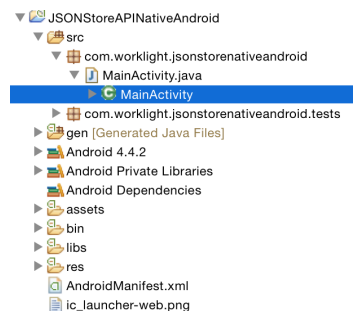 JSONStoreAPINativeAndroid
src
com.worklight.jsonstorenativeandroid
MainActivity.java
MainActivity
com.worklight.jsonstorenativeandroid.tests
gen [Generated Java Files]
Android 4.4.2
Android Private Libraries
Android Dependencies
assets
bin
libs
res
AndroidManifest.xml
ic_launcher-web.png